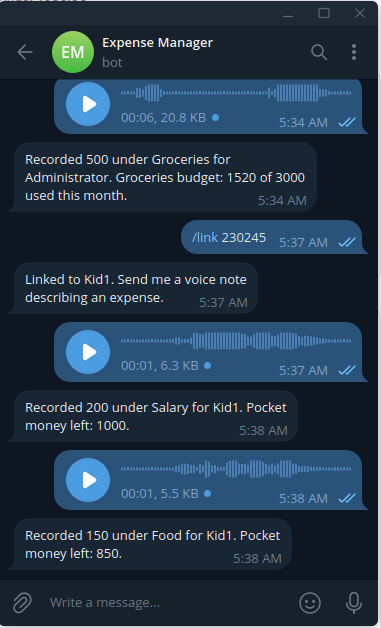 Expense Manager
EM
bot
00:06, 20.8 KB
5:34 AM
Recorded 500 under Groceries for
Administrator. Groceries budget: 1520 of 3000
used this month.
5:34 AM
/link 230245
5:37 AM
Linked to Kid1. Send me a voice note
describing an expense.
5:37 AM
00:01, 6.3 KB
5:37 AM
Recorded 200 under Salary for Kid1. Pocket
money left: 1000.
5:38 AM
00:01, 5.5 KB
5:38 AM
Recorded 150 under Food for Kid1. Pocket
money left: 850.
5:38 AM
Write a message...